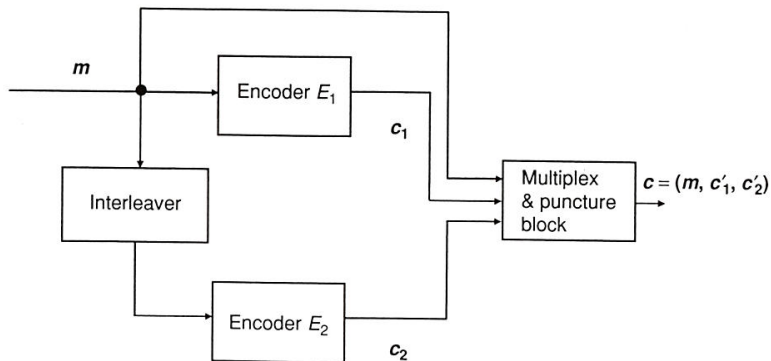 m
Encoder E₁
c₁
Interleaver
Multiplex
& puncture
block
c = (m, c′₁, c′₂)
Encoder E₂
c₂